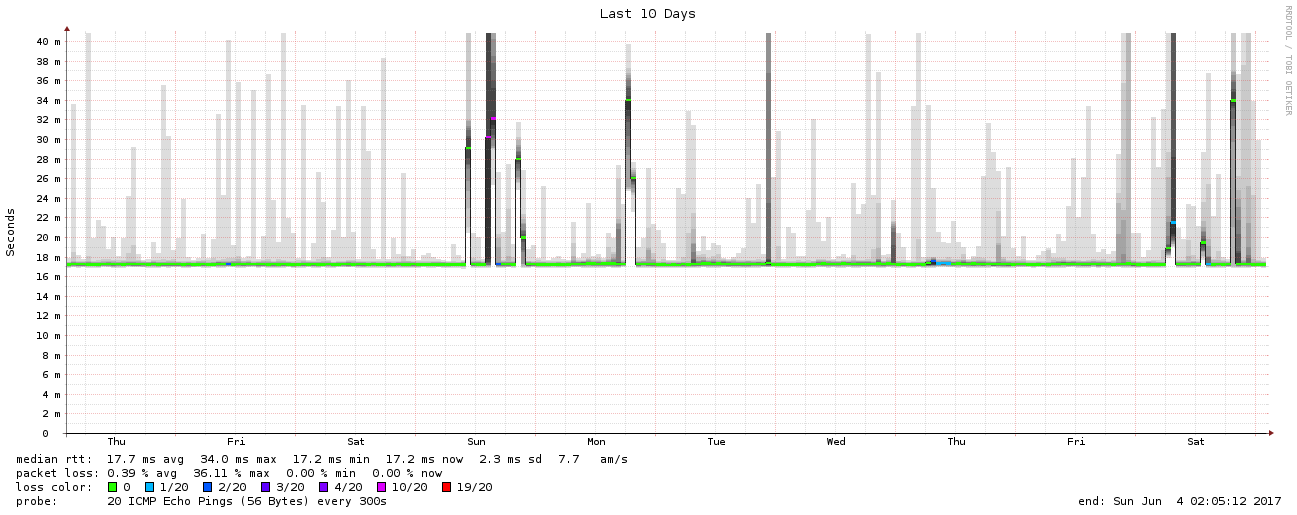 Last 10 Days
RRDTOOL / TOBI OETIKER
Seconds
40 m
38 m
36 m
34 m
32 m
30 m
28 m
26 m
24 m
22 m
20 m
18 m
16 m
14 m
12 m
10 m
8 m
6 m
4 m
2 m
0
Thu Fri Sat Sun Mon Tue Wed Thu Fri Sat
median rtt: 17.7 ms avg 34.0 ms max 17.2 ms min 17.2 ms now 2.3 ms sd 7.7 am/s
packet loss: 0.39 % avg 36.11 % max 0.00 % min 0.00 % now
loss color: 0 1/20 2/20 3/20 4/20 10/20 19/20
probe: 20 ICMP Echo Pings (56 Bytes) every 300s end: Sun Jun 4 02:05:12 2017